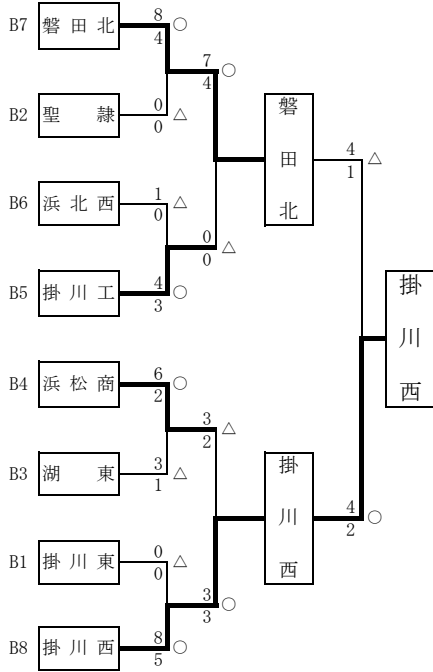 B7 磐田北 8 ○
4
7 ○
4
B2 聖隷 0 △
0
磐田北
4 △
1
B6 浜北西 1 △
0
0 △
0
B5 掛川工 4 ○
3
掛川西
B4 浜松商 6 ○
2
3 △
2
B3 湖東 3 △
1
掛川西
4 ○
2
B1 掛川東 0 △
0
3 ○
3
B8 掛川西 8 ○
5